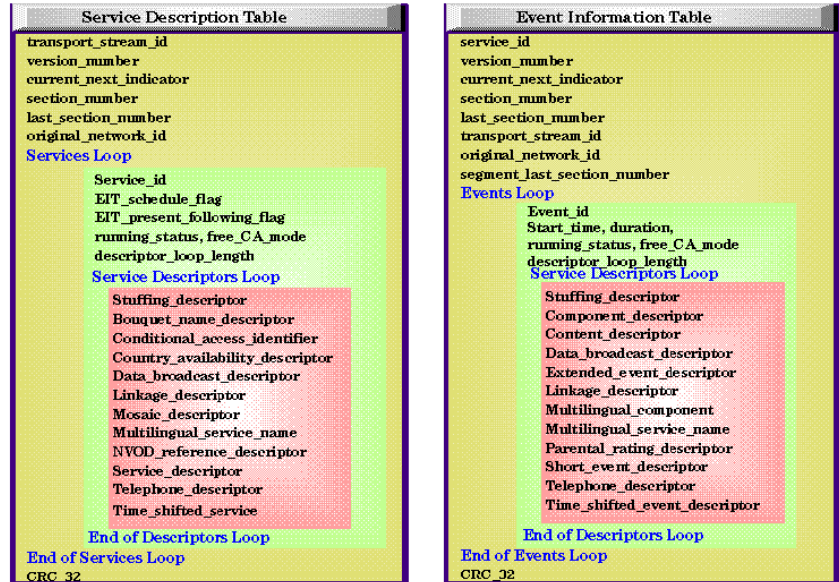 Service Description Table
transport_stream_id
version_number
current_next_indicator
section_number
last_section_number
original_network_id
Services Loop
Service_id
EIT_schedule_flag
EIT_present_following_flag
running_status, free_CA_mode
descriptor_loop_length
Service Descriptors Loop
Stuffing_descriptor
Bouquet_name_descriptor
Conditional_access_identifier
Country_availability_descriptor
Data_broadcast_descriptor
Linkage_descriptor
Mosaic_descriptor
Multilingual_service_name
NVOD_reference_descriptor
Service_descriptor
Telephone_descriptor
Time_shifted_service
End of Descriptors Loop
End of Services Loop
CRC_32
Event Information Table
service_id
version_number
current_next_indicator
section_number
last_section_number
transport_stream_id
original_network_id
segment_last_section_number
Events Loop
Event_id
Start_time, duration,
running_status, free_CA_mode
descriptor_loop_length
Service Descriptors Loop
Stuffing_descriptor
Component_descriptor
Content_descriptor
Data_broadcast_descriptor
Extended_event_descriptor
Linkage_descriptor
Multilingual_component
Multilingual_service_name
Parental_rating_descriptor
Short_event_descriptor
Telephone_descriptor
Time_shifted_event_descriptor
End of Descriptors Loop
End of Events Loop
CRC_32